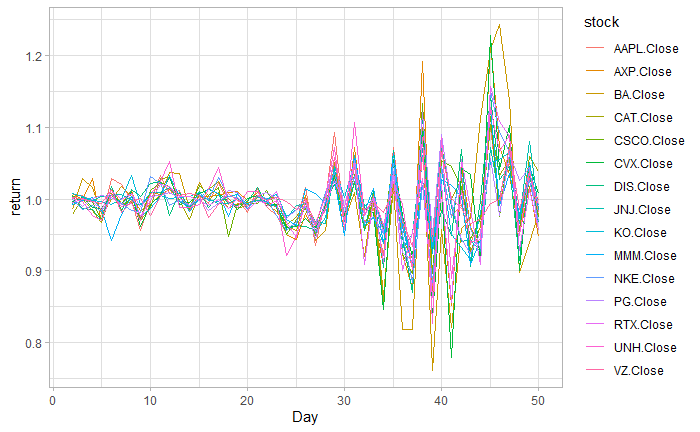 stock
AAPL.Close
AXP.Close
BA.Close
CAT.Close
CSCO.Close
CVX.Close
DIS.Close
JNJ.Close
KO.Close
MMM.Close
NKE.Close
PG.Close
RTX.Close
UNH.Close
VZ.Close
return
1.2
1.1
1.0
0.9
0.8
0 10 20 30 40 50
Day